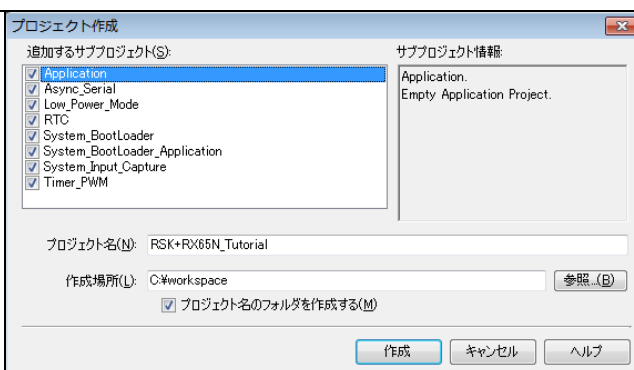 プロジェクト作成
追加するサブプロジェクト(S):
サブプロジェクト情報:
Application
Async_Serial
Low_Power_Mode
RTC
System_BootLoader
System_BootLoader_Application
System_Input_Capture
Timer_PWM
Application.
Empty Application Project.
プロジェクト名(N): RSK+RX65N_Tutorial
作成場所(L): C:¥workspace 参照...(B)
プロジェクト名のフォルダを作成する(M)
作成 キャンセル ヘルプ